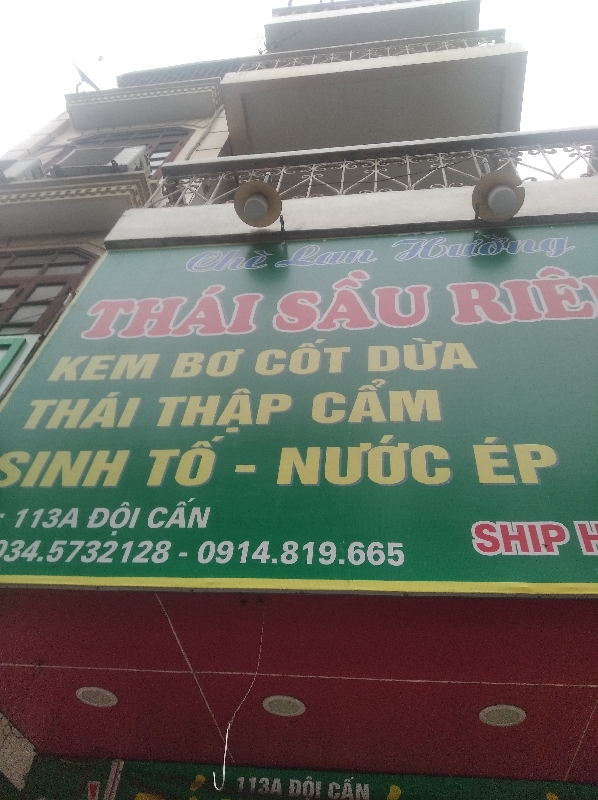 Chè Lan Hương
THÁI SẦU RIÊ
KEM BƠ CỐT DỪA
THÁI THẬP CẨM
SINH TỐ - NƯỚC ÉP
: 113A ĐỘI CẤN
034.5732128 - 0914.819.665
SHIP H
113A ĐỘI CẤN